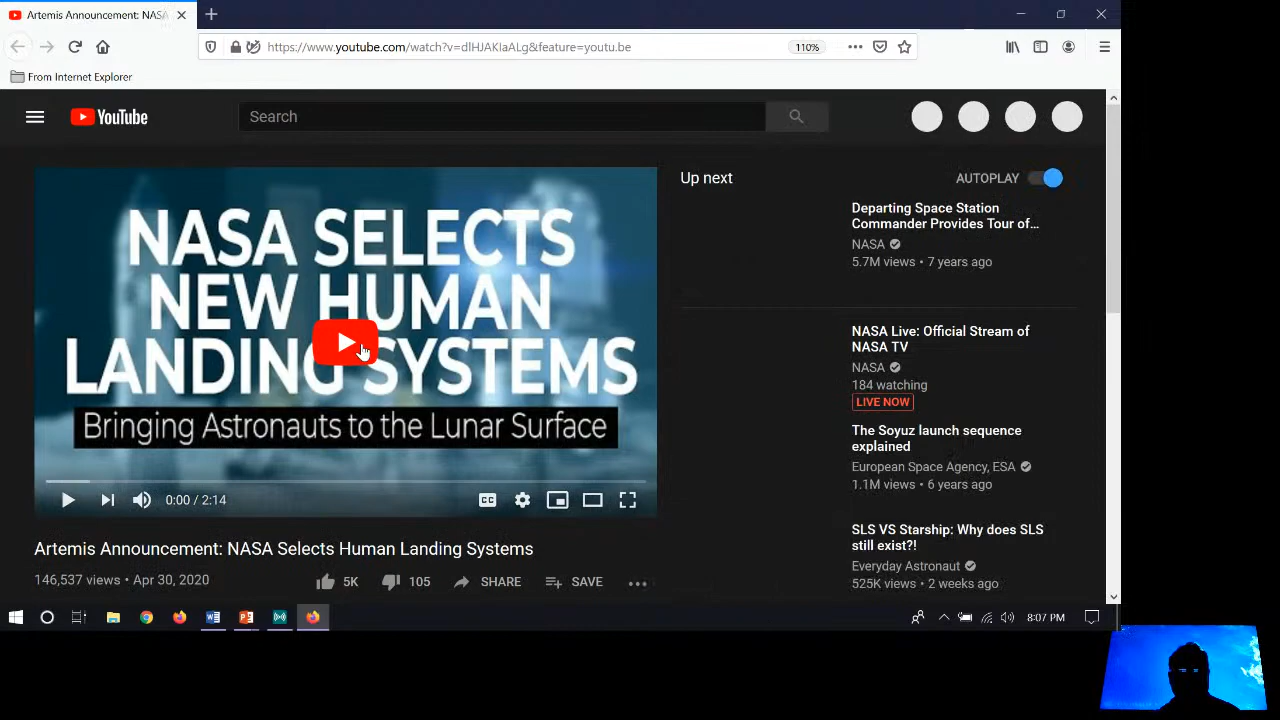 Artemis Announcement: NASA
https://www.youtube.com/watch?v=dlHJAKIaALg&feature=youtu.be
110%
From Internet Explorer
YouTube
Search
NASA SELECTS
NEW HUMAN
LANDING SYSTEMS
Bringing Astronauts to the Lunar Surface
CC
0:00 / 2:14
Artemis Announcement: NASA Selects Human Landing Systems
146,537 views • Apr 30, 2020
5K
105
SHARE
SAVE
Up next
AUTOPLAY
Departing Space Station
Commander Provides Tour of…
NASA
5.7M views • 7 years ago
NASA Live: Official Stream of
NASA TV
NASA
184 watching
LIVE NOW
The Soyuz launch sequence
explained
European Space Agency, ESA
1.1M views • 6 years ago
SLS VS Starship: Why does SLS
still exist?!
Everyday Astronaut
525K views • 2 weeks ago
8:07 PM